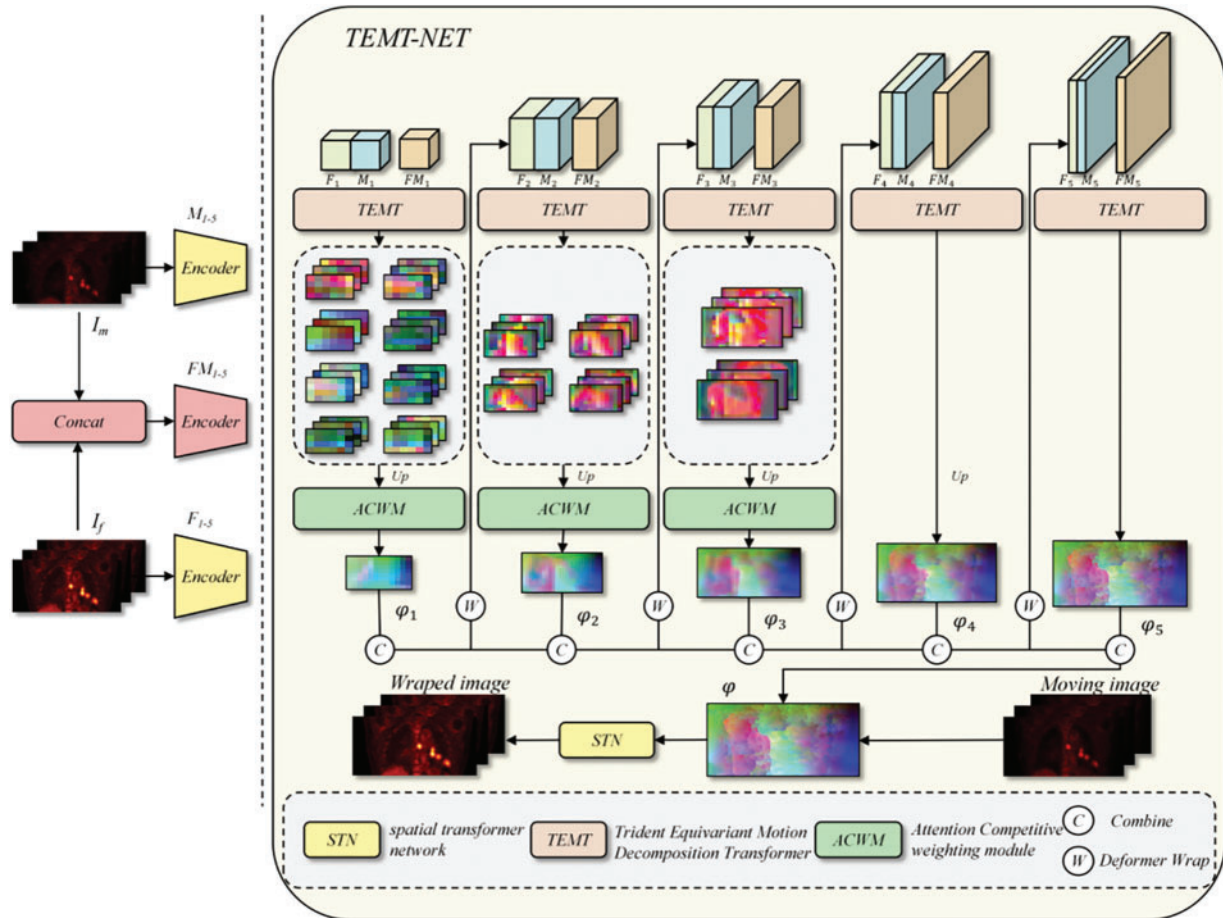 TEMT-NET
F₁ M₁ FM₁
F₂ M₂ FM₂
F₃ M₃ FM₃
F₄ M₄ FM₄
F₅ M₅ FM₅
TEMT
TEMT
TEMT
TEMT
TEMT
M₁₋₅
Encoder
I_m
FM₁₋₅
Concat
Encoder
I_f
F₁₋₅
Encoder
Up
Up
Up
Up
ACWM
ACWM
ACWM
φ₁
W
φ₂
W
φ₃
W
φ₄
W
φ₅
C
C
C
C
C
Wraped image
φ
Moving image
STN
STN
spatial transformer
network
TEMT
Trident Equivariant Motion
Decomposition Transformer
ACWM
Attention Competitive
weighting module
C
Combine
W
Deformer Wrap